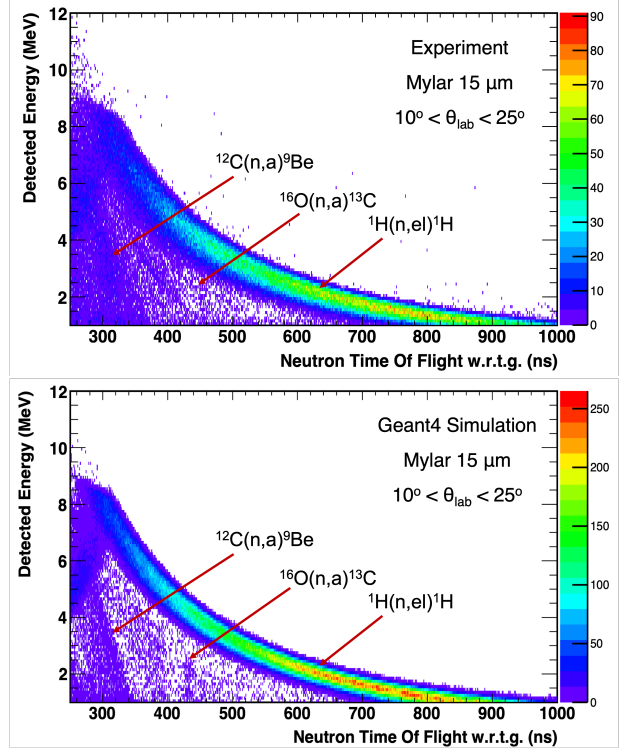 12
10
8
6
4
2
Detected Energy (MeV)
Experiment
Mylar 15 μm
10º < θlab < 25º
¹²C(n,a)⁹Be
¹⁶O(n,a)¹³C
¹H(n,el)¹H
90
80
70
60
50
40
30
20
10
0
300 400 500 600 700 800 900 1000
Neutron Time Of Flight w.r.t.g. (ns)
12
10
8
6
4
2
Detected Energy (MeV)
Geant4 Simulation
Mylar 15 μm
10º < θlab < 25º
¹²C(n,a)⁹Be
¹⁶O(n,a)¹³C
¹H(n,el)¹H
250
200
150
100
50
0
300 400 500 600 700 800 900 1000
Neutron Time Of Flight w.r.t.g. (ns)